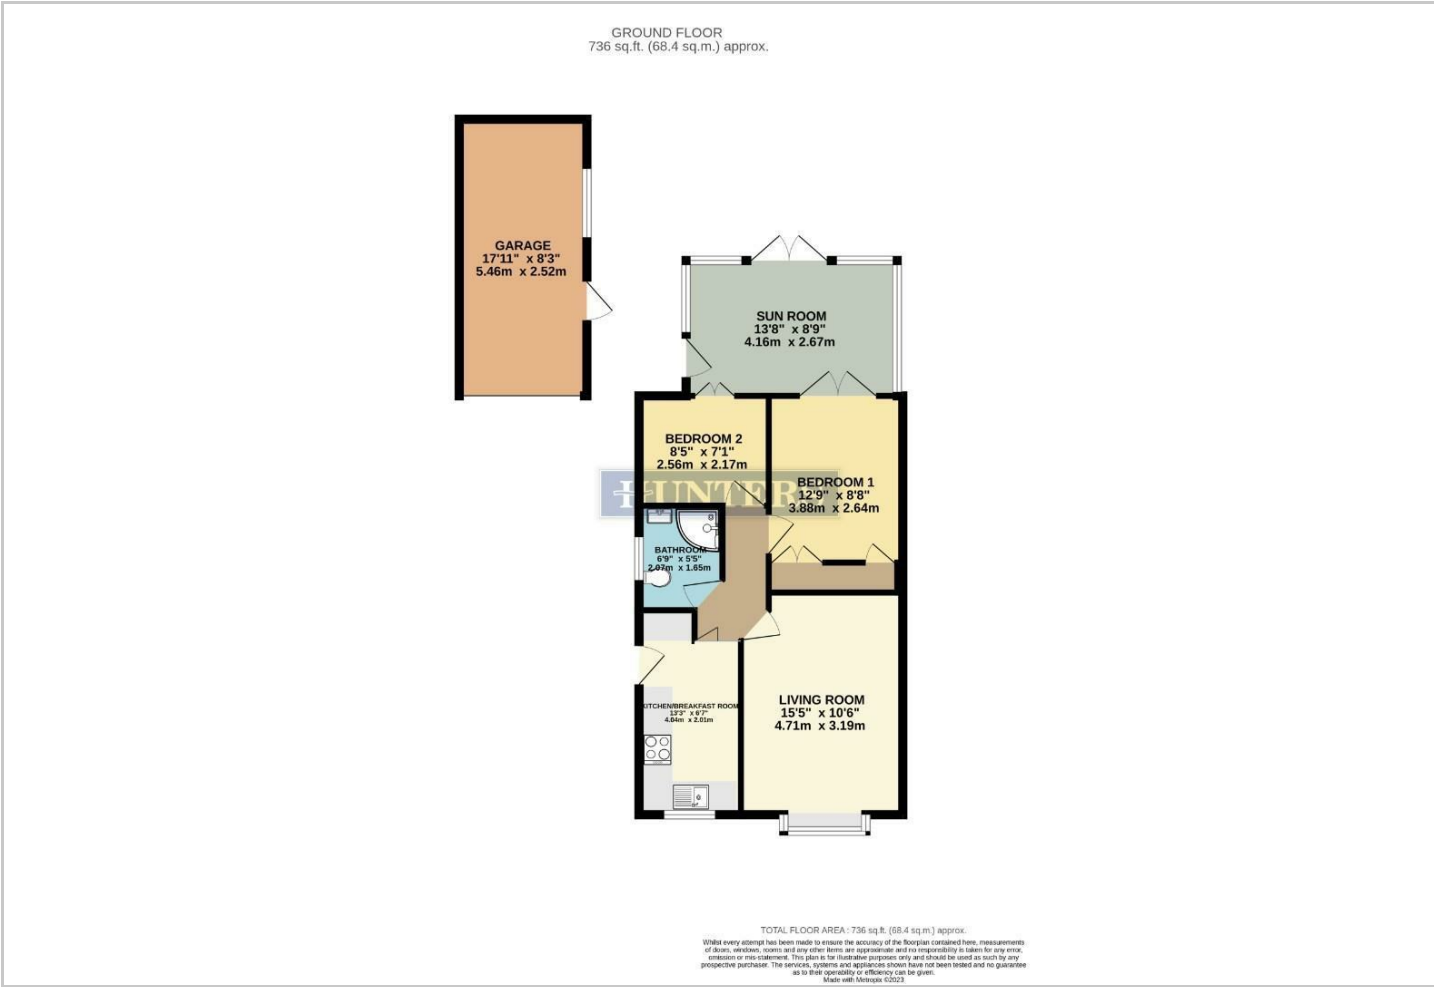 GROUND FLOOR
736 sq.ft. (68.4 sq.m.) approx.
GARAGE
17'11" x 8'3"
5.46m x 2.52m
SUN ROOM
13'8" x 8'9"
4.16m x 2.67m
BEDROOM 2
8'5" x 7'1"
2.56m x 2.17m
BEDROOM 1
12'9" x 8'8"
3.88m x 2.64m
HUNTERS
BATHROOM
6'9" x 5'5"
2.07m x 1.65m
KITCHEN/BREAKFAST ROOM
13'3" x 6'7"
4.04m x 2.01m
LIVING ROOM
15'5" x 10'6"
4.71m x 3.19m
TOTAL FLOOR AREA : 736 sq.ft. (68.4 sq.m.) approx.
Whilst every attempt has been made to ensure the accuracy of the floorplan contained here, measurements
of doors, windows, rooms and any other items are approximate and no responsibility is taken for any error,
omission or mis-statement. This plan is for illustrative purposes only and should be used as such by any
prospective purchaser. The services, systems and appliances shown have not been tested and no guarantee
as to their operability or efficiency can be given.
Made with Metropix ©2023